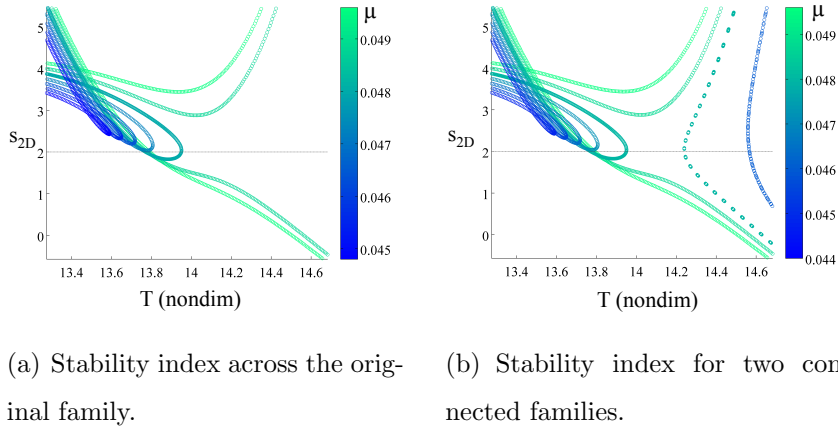 5
4
3
s2D
2
1
0
13.4 13.6 13.8 14 14.2 14.4 14.6
T (nondim)
μ
0.049
0.048
0.047
0.046
0.045
5
4
3
s2D
2
1
0
13.4 13.6 13.8 14 14.2 14.4 14.6
T (nondim)
μ
0.049
0.048
0.047
0.046
0.045
0.044
(a) Stability index across the orig-
inal family.
(b) Stability index for two con
nected families.